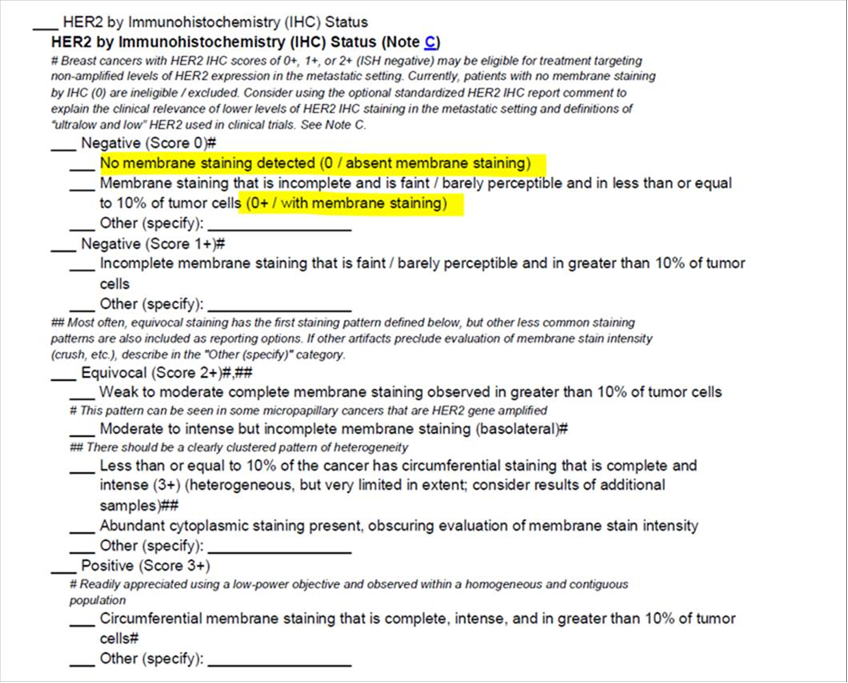 ___ HER2 by Immunohistochemistry (IHC) Status
HER2 by Immunohistochemistry (IHC) Status (Note C)
# Breast cancers with HER2 IHC scores of 0+, 1+, or 2+ (ISH negative) may be eligible for treatment targeting
non-amplified levels of HER2 expression in the metastatic setting. Currently, patients with no membrane staining
by IHC (0) are ineligible / excluded. Consider using the optional standardized HER2 IHC report comment to
explain the clinical relevance of lower levels of HER2 IHC staining in the metastatic setting and definitions of
"ultralow and low" HER2 used in clinical trials. See Note C.
___ Negative (Score 0)#
___ No membrane staining detected (0 / absent membrane staining)
___ Membrane staining that is incomplete and is faint / barely perceptible and in less than or equal
to 10% of tumor cells (0+ / with membrane staining)
___ Other (specify): _________________
___ Negative (Score 1+)#
___ Incomplete membrane staining that is faint / barely perceptible and in greater than 10% of tumor
cells
___ Other (specify): _________________
## Most often, equivocal staining has the first staining pattern defined below, but other less common staining
patterns are also included as reporting options. If other artifacts preclude evaluation of membrane stain intensity
(crush, etc.), describe in the "Other (specify)" category.
___ Equivocal (Score 2+)#,##
___ Weak to moderate complete membrane staining observed in greater than 10% of tumor cells
# This pattern can be seen in some micropapillary cancers that are HER2 gene amplified
___ Moderate to intense but incomplete membrane staining (basolateral)#
## There should be a clearly clustered pattern of heterogeneity
___ Less than or equal to 10% of the cancer has circumferential staining that is complete and
intense (3+) (heterogeneous, but very limited in extent; consider results of additional
samples)##
___ Abundant cytoplasmic staining present, obscuring evaluation of membrane stain intensity
___ Other (specify): _________________
___ Positive (Score 3+)
# Readily appreciated using a low-power objective and observed within a homogeneous and contiguous
population
___ Circumferential membrane staining that is complete, intense, and in greater than 10% of tumor
cells#
___ Other (specify): _________________